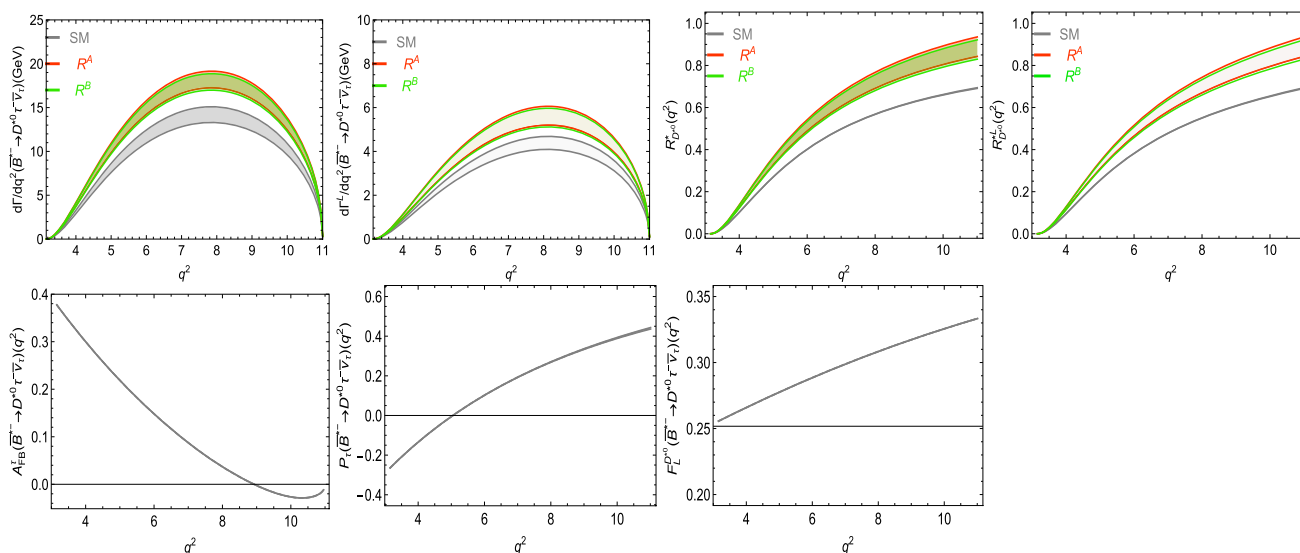 dΓ/dq²(B̅*⁻→D*⁰τ⁻ν̅τ)(GeV)
25
20
15
10
5
0
SM
R^A
R^B
4 5 6 7 8 9 10 11
q²
dΓ^L/dq²(B̅*⁻→D*⁰τ⁻ν̅τ)(GeV)
10
8
6
4
2
0
SM
R^A
R^B
4 5 6 7 8 9 10 11
q²
R*_{D*⁰}(q²)
1.0
0.8
0.6
0.4
0.2
0.0
SM
R^A
R^B
4 6 8 10
q²
R*^L_{D*⁰}(q²)
1.0
0.8
0.6
0.4
0.2
0.0
SM
R^A
R^B
4 6 8 10
q²
A^τ_{FB}(B̅*⁻→D*⁰τ⁻ν̅τ)(q²)
0.4
0.3
0.2
0.1
0.0
4 6 8 10
q²
P_τ(B̅*⁻→D*⁰τ⁻ν̅τ)(q²)
0.6
0.4
0.2
0.0
−0.2
−0.4
4 6 8 10
q²
F_L^{D*⁰}(B̅*⁻→D*⁰τ⁻ν̅τ)(q²)
0.35
0.30
0.25
0.20
4 6 8 10
q²